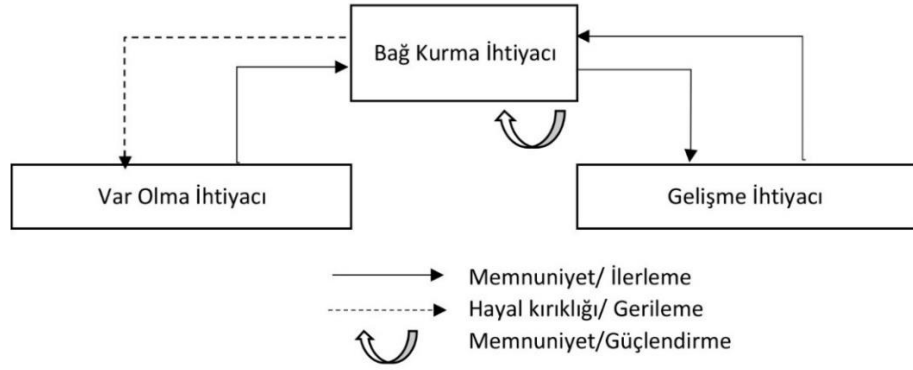 Bağ Kurma İhtiyacı
Var Olma İhtiyacı
Gelişme İhtiyacı
Memnuniyet/ İlerleme
Hayal kırıklığı/ Gerileme
Memnuniyet/Güçlendirme